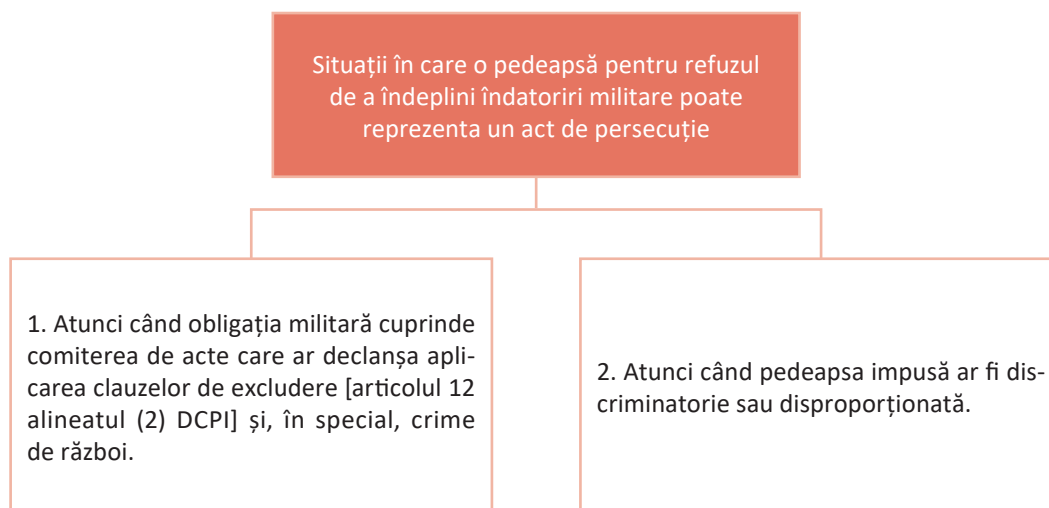 Situații în care o pedeapsă pentru refuzul
de a îndeplini îndatoriri militare poate
reprezenta un act de persecuție
1. Atunci când obligația militară cuprinde
comiterea de acte care ar declanșa apli-
carea clauzelor de excludere [articolul 12
alineatul (2) DCPI] și, în special, crime
de război.
2. Atunci când pedeapsa impusă ar fi dis-
criminatorie sau disproporționată.